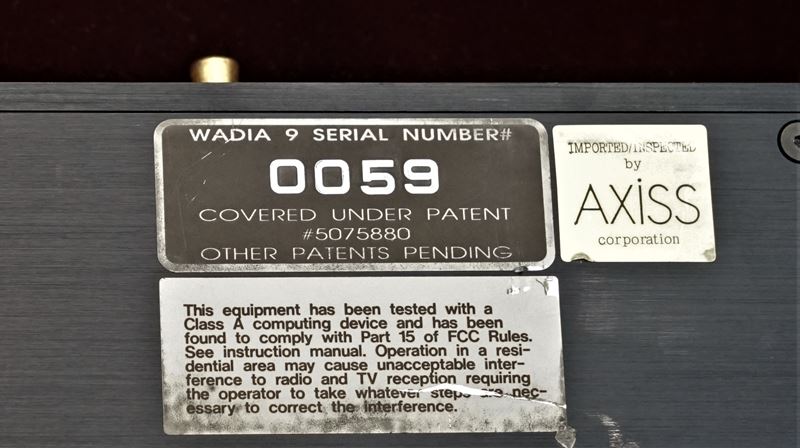 WADIA 9 SERIAL NUMBER#
0059
COVERED UNDER PATENT
#5075880
OTHER PATENTS PENDING
IMPORTED/INSPECTED
by
AXiSS
corporation
This equipment has been tested with a
Class A computing device and has been
found to comply with Part 15 of FCC Rules.
See instruction manual. Operation in a resi-
dential area may cause unacceptable inter-
ference to radio and TV reception requiring
the operator to take whatever steps are nec-
essary to correct the interference.